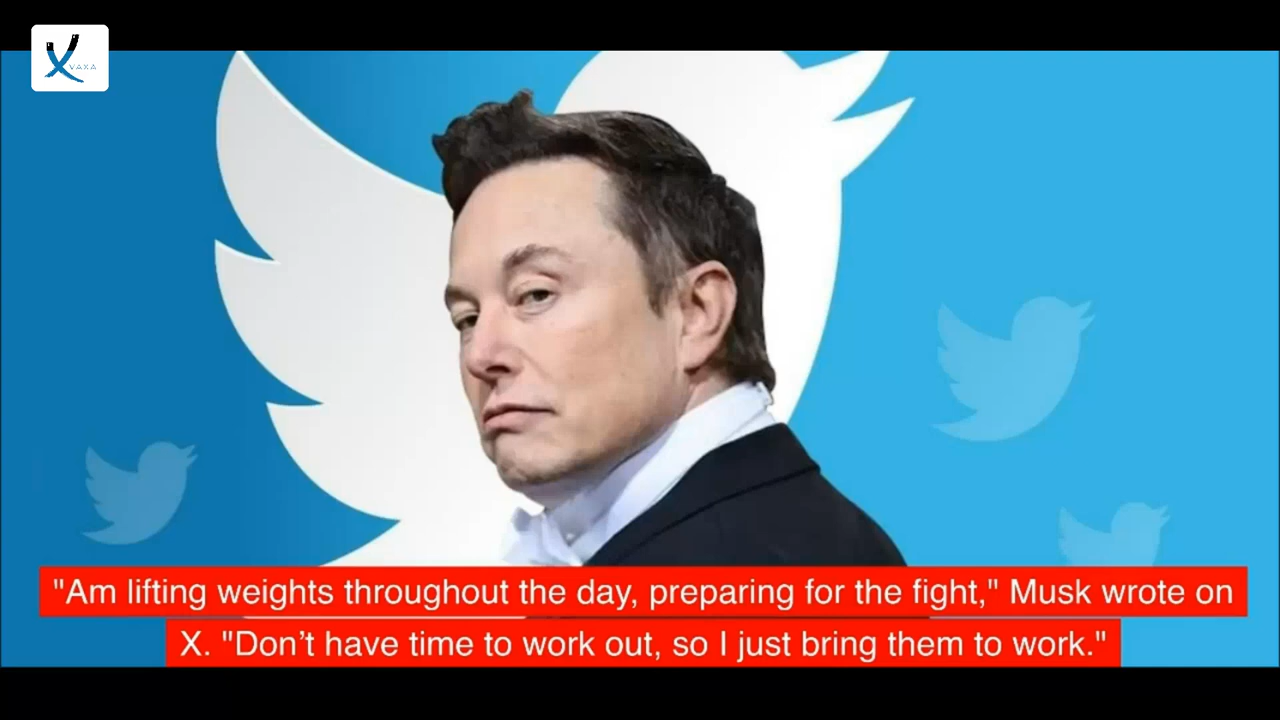 VAXA
"Am lifting weights throughout the day, preparing for the fight," Musk wrote on
X. "Don’t have time to work out, so I just bring them to work."